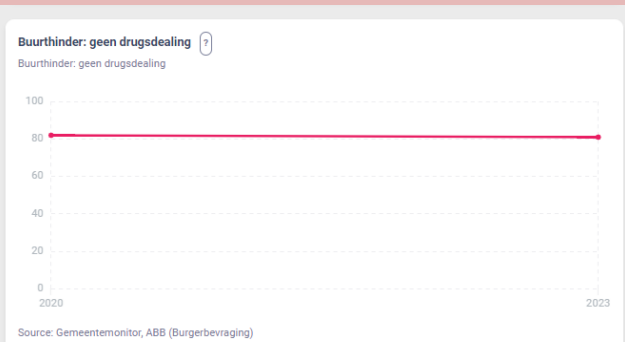 Buurthinder: geen drugsdealing ?
Buurthinder: geen drugsdealing
100
80
60
40
20
0
2020 2023
Source: Gemeentemonitor, ABB (Burgerbevraging)